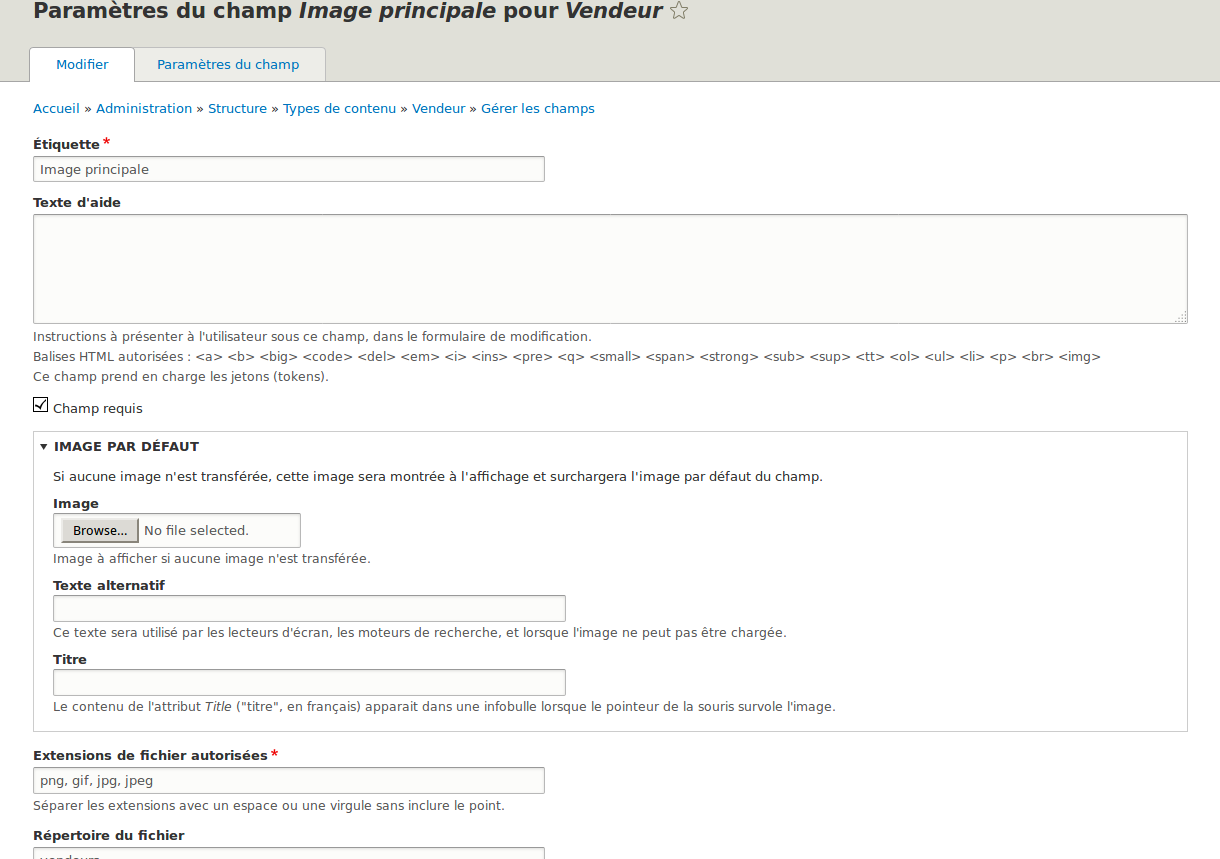 Paramètres du champ Image principale pour Vendeur
Modifier
Paramètres du champ
Accueil » Administration » Structure » Types de contenu » Vendeur » Gérer les champs
Étiquette *
Image principale
Texte d'aide
Instructions à présenter à l'utilisateur sous ce champ, dans le formulaire de modification.
Balises HTML autorisées : <a> <b> <big> <code> <del> <em> <i> <ins> <pre> <q> <small> <span> <strong> <sub> <sup> <tt> <ol> <ul> <li> <p> <br> <img>
Ce champ prend en charge les jetons (tokens).
Champ requis
IMAGE PAR DÉFAUT
Si aucune image n'est transférée, cette image sera montrée à l'affichage et surchargera l'image par défaut du champ.
Image
Browse... No file selected.
Image à afficher si aucune image n'est transférée.
Texte alternatif
Ce texte sera utilisé par les lecteurs d'écran, les moteurs de recherche, et lorsque l'image ne peut pas être chargée.
Titre
Le contenu de l'attribut Title ("titre", en français) apparait dans une infobulle lorsque le pointeur de la souris survole l'image.
Extensions de fichier autorisées *
png, gif, jpg, jpeg
Séparer les extensions avec un espace ou une virgule sans inclure le point.
Répertoire du fichier